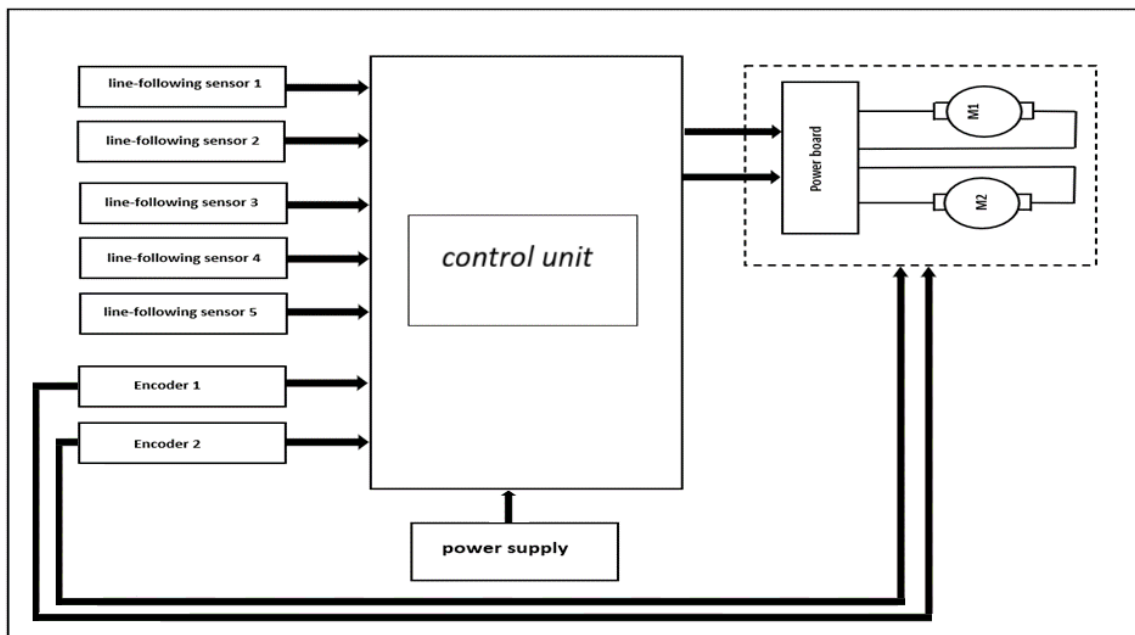 line-following sensor 1
line-following sensor 2
line-following sensor 3
line-following sensor 4
line-following sensor 5
Encoder 1
Encoder 2
control unit
power supply
Power board
M1
M2